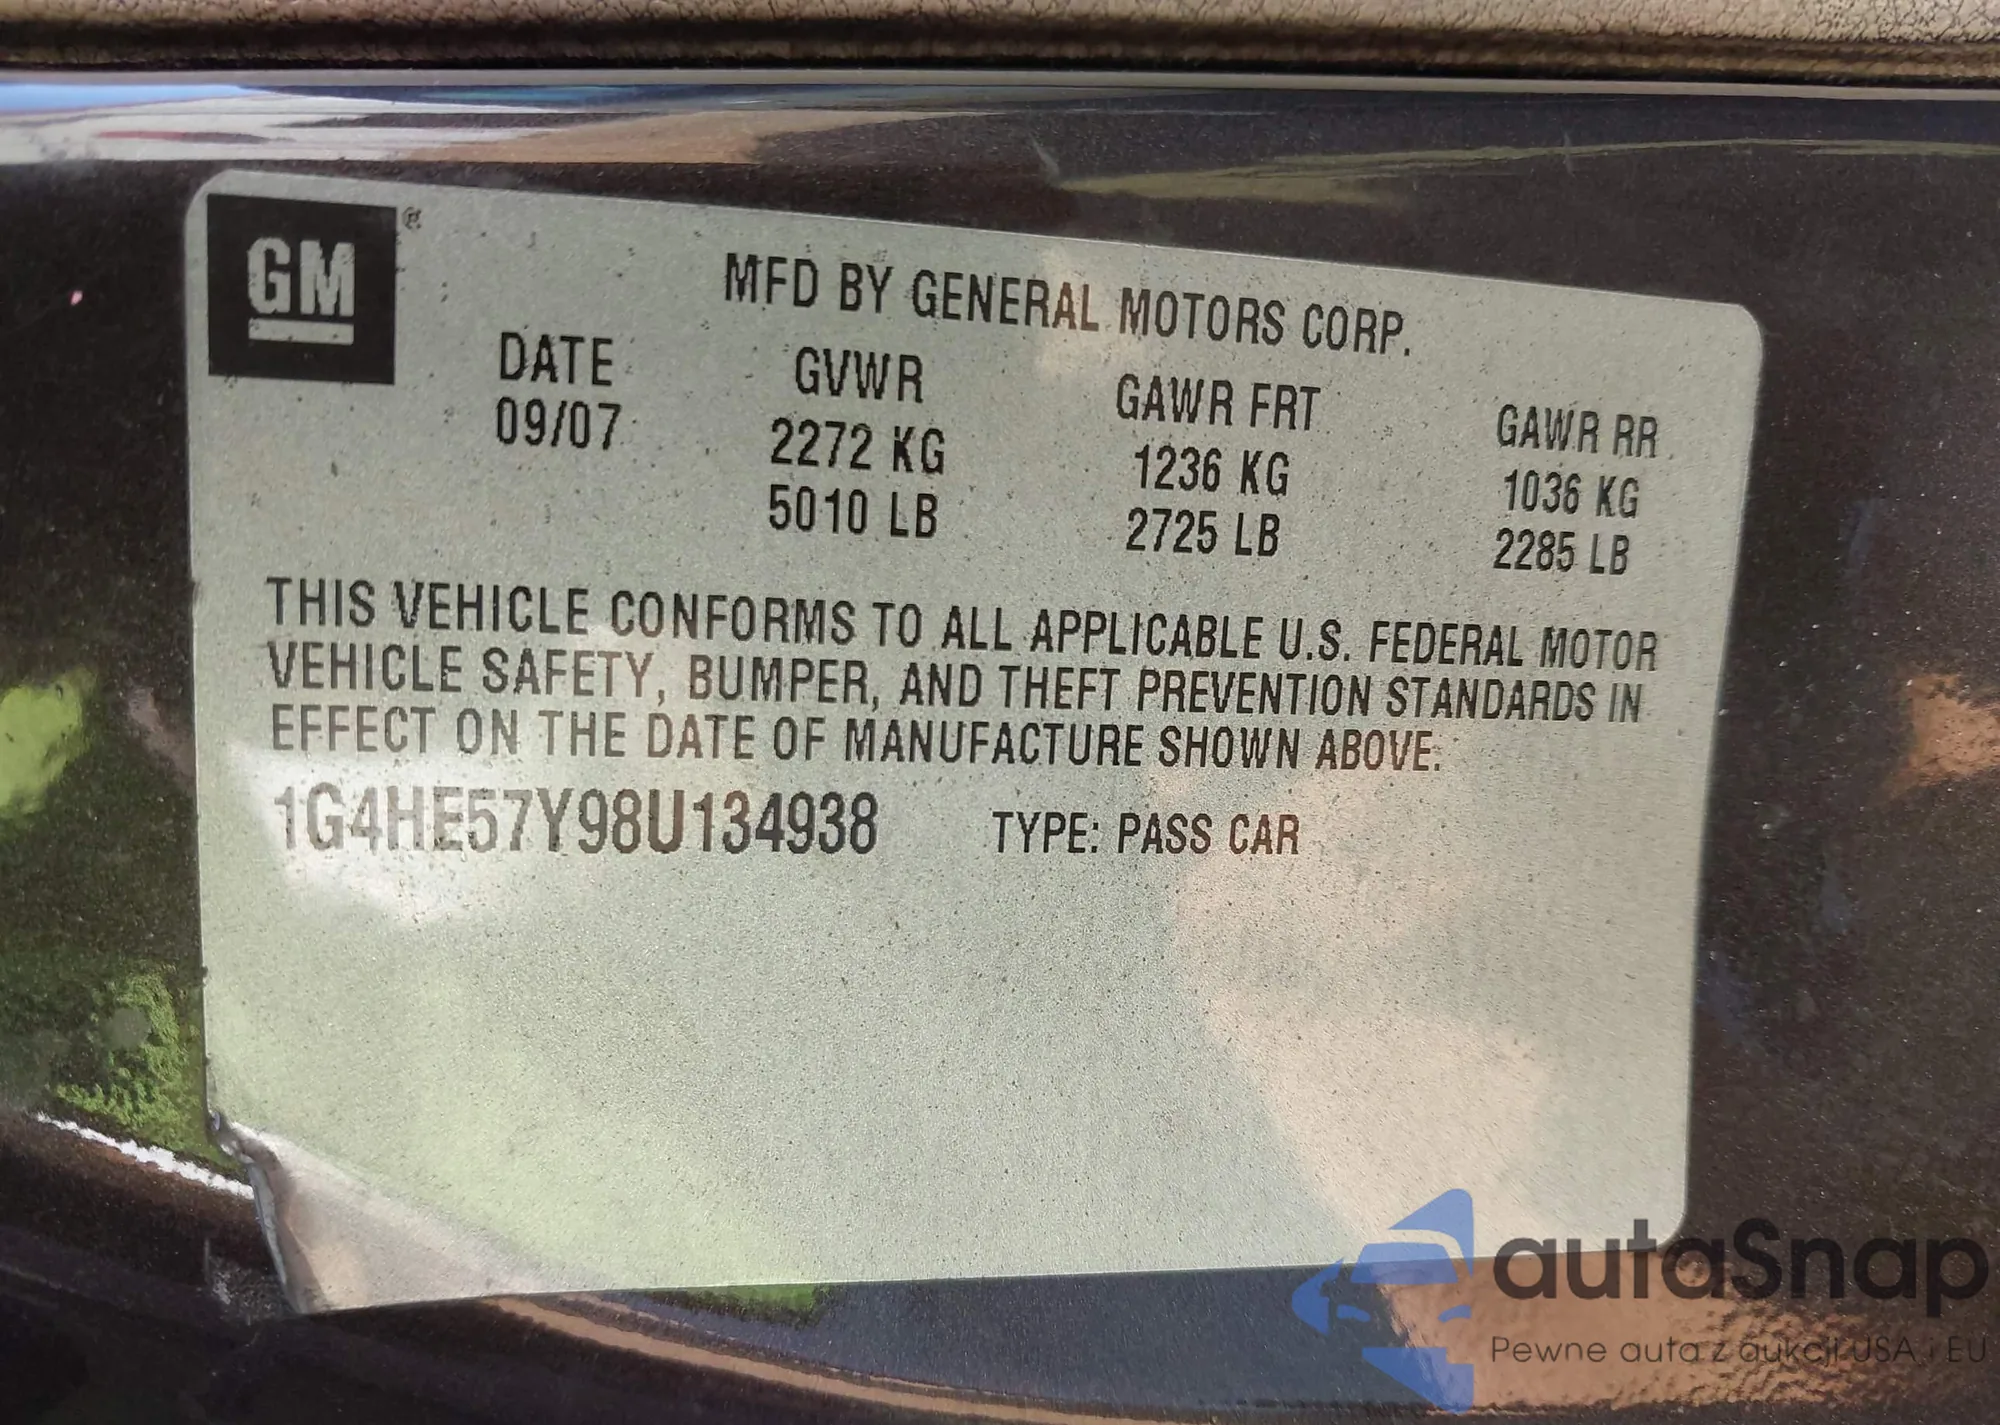 GM ®
MFD BY GENERAL MOTORS CORP.
DATE GVWR GAWR FRT GAWR RR
09/07 2272 KG 1236 KG 1036 KG
5010 LB 2725 LB 2285 LB
THIS VEHICLE CONFORMS TO ALL APPLICABLE U.S. FEDERAL MOTOR
VEHICLE SAFETY, BUMPER, AND THEFT PREVENTION STANDARDS IN
EFFECT ON THE DATE OF MANUFACTURE SHOWN ABOVE.
1G4HE57Y98U134938 TYPE: PASS CAR
autaSnap
Pewne auta z aukcji USA i EU